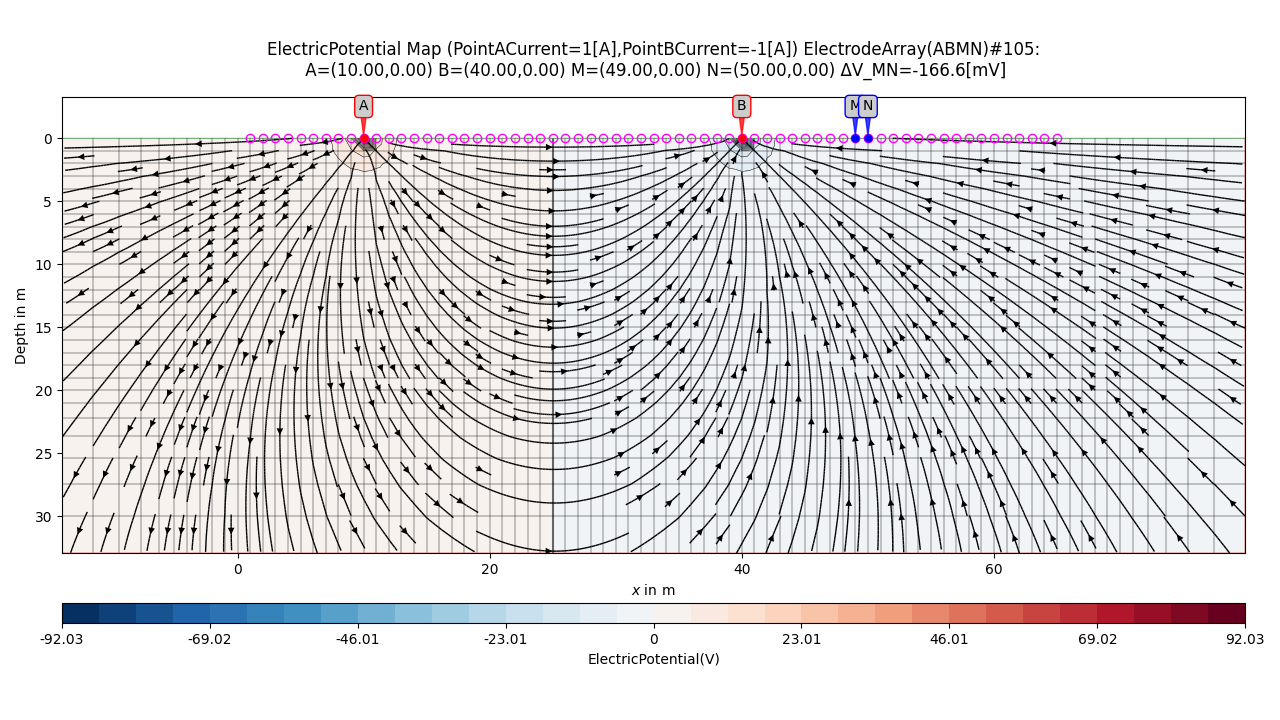 ElectricPotential Map (PointACurrent=1[A],PointBCurrent=-1[A]) ElectrodeArray(ABMN)#105:
A=(10.00,0.00) B=(40.00,0.00) M=(49.00,0.00) N=(50.00,0.00) ΔV_MN=-166.6[mV]
A B M N
0
5
10
15
20
25
30
Depth in m
0 20 40 60
x in m
-92.03 -69.02 -46.01 -23.01 0 23.01 46.01 69.02 92.03
ElectricPotential(V)